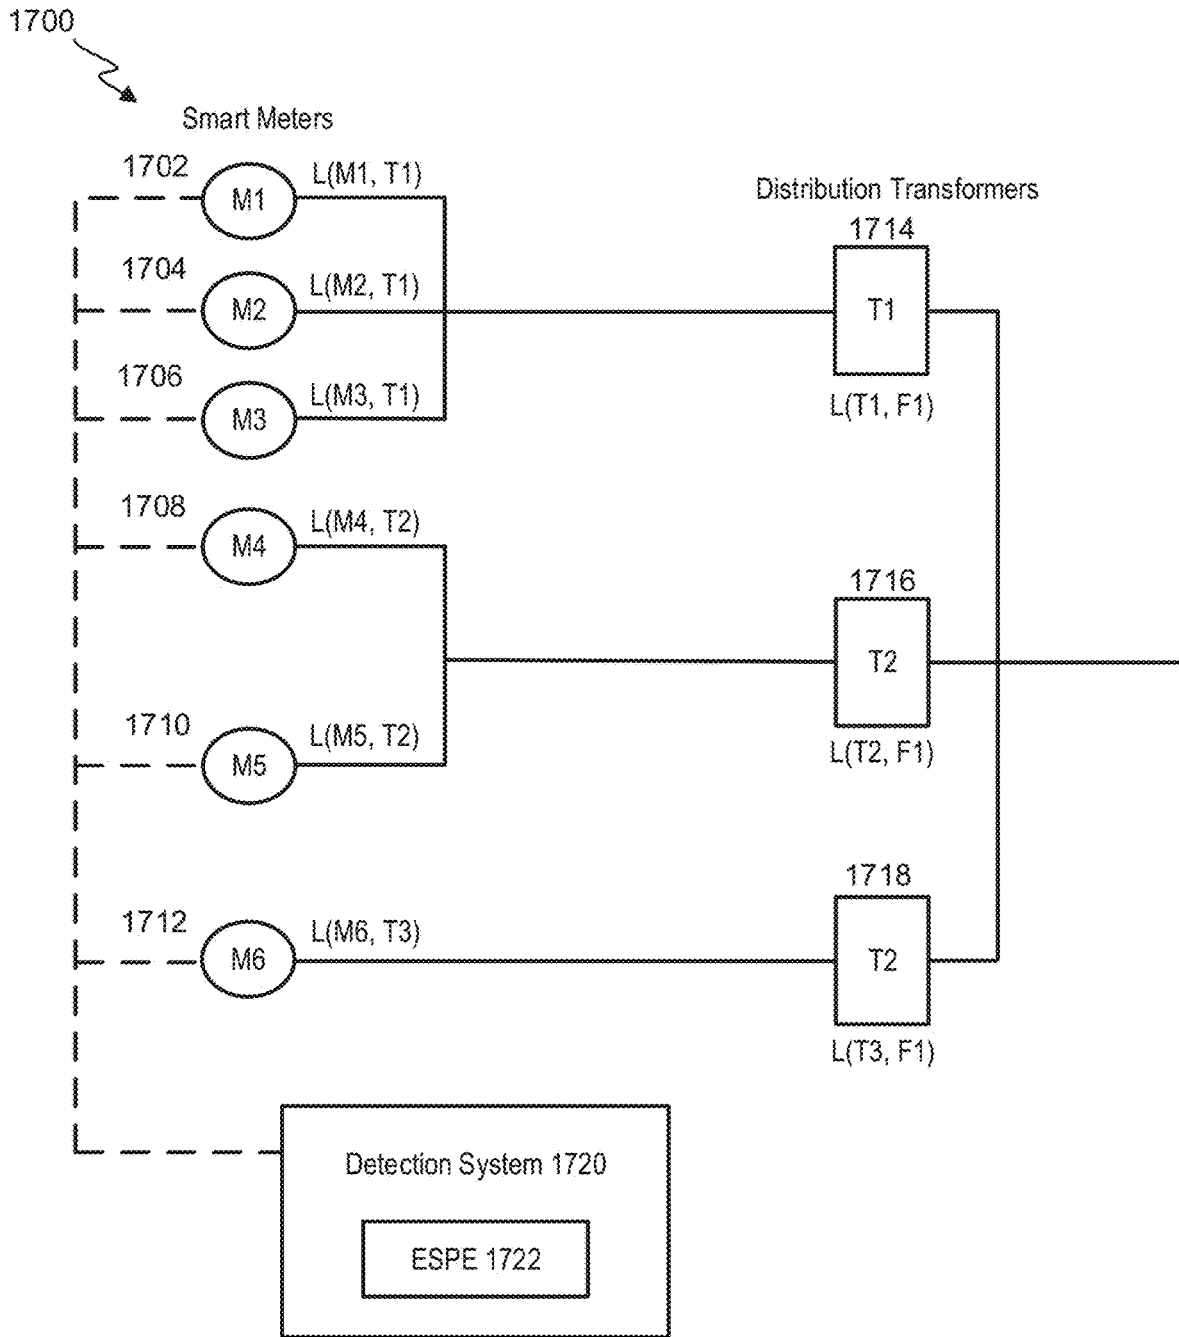 1700
Smart Meters
1702
M1
L(M1, T1)
Distribution Transformers
1714
1704
M2
L(M2, T1)
T1
1706
M3
L(M3, T1)
L(T1, F1)
1708
M4
L(M4, T2)
1716
T2
1710
M5
L(M5, T2)
L(T2, F1)
1718
1712
M6
L(M6, T3)
T2
L(T3, F1)
Detection System 1720
ESPE 1722